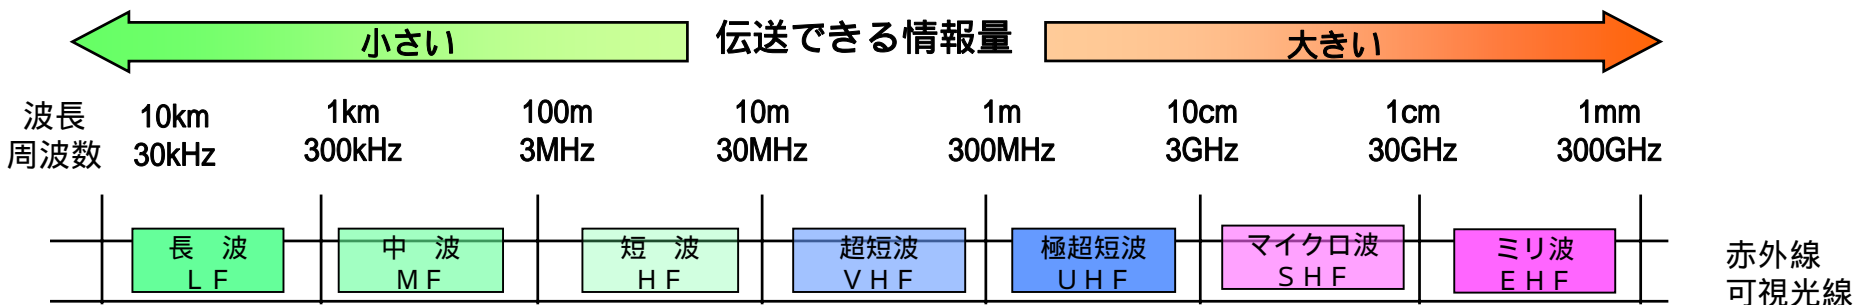 小さい 伝送できる情報量 大きい
波長 10km 1km 100m 10m 1m 10cm 1cm 1mm
周波数 30kHz 300kHz 3MHz 30MHz 300MHz 3GHz 30GHz 300GHz
長 波 中 波 短 波 超短波 極超短波 マイクロ波 ミリ波 赤外線
ＬＦ ＭＦ ＨＦ ＶＨＦ ＵＨＦ ＳＨＦ ＥＨＦ 可視光線